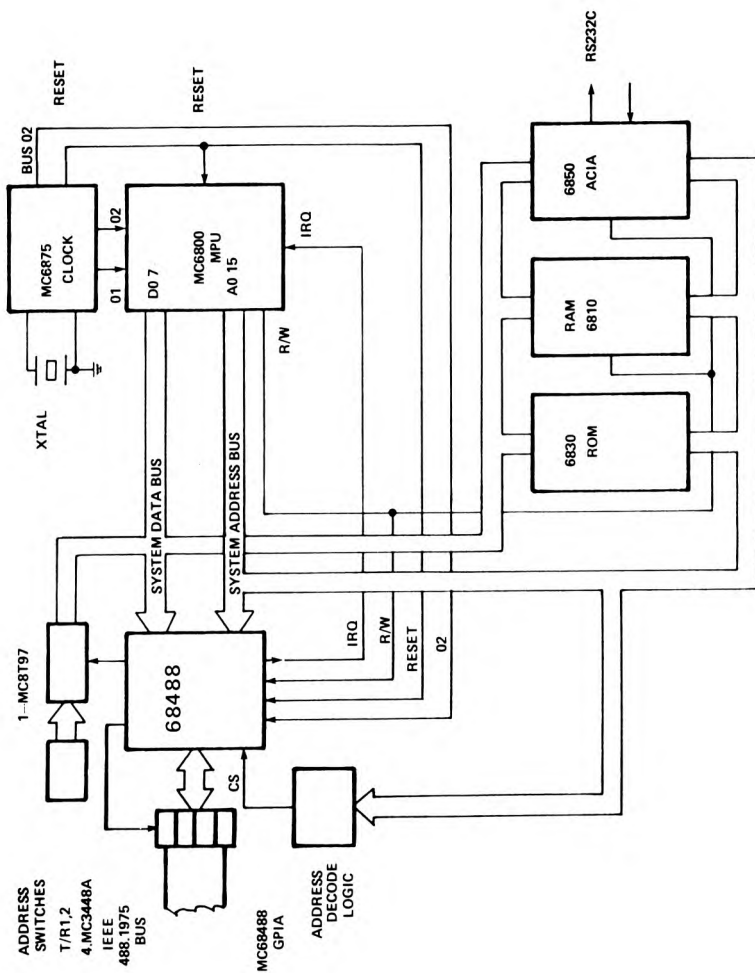 ADDRESS
SWITCHES
T/R1,2
4.MC3448A
IEEE
488.1975
BUS
MC68488
GPIA
ADDRESS
DECODE
LOGIC
1—MC8T97
68488
CS
IRQ
R/W
RESET
02
SYSTEM DATA BUS
SYSTEM ADDRESS BUS
XTAL
MC6875
CLOCK
BUS 02
RESET
01
02
D0 7
MC6800
MPU
A0 15
RESET
R/W
IRQ
6830
ROM
RAM
6810
6850
ACIA
RS232C